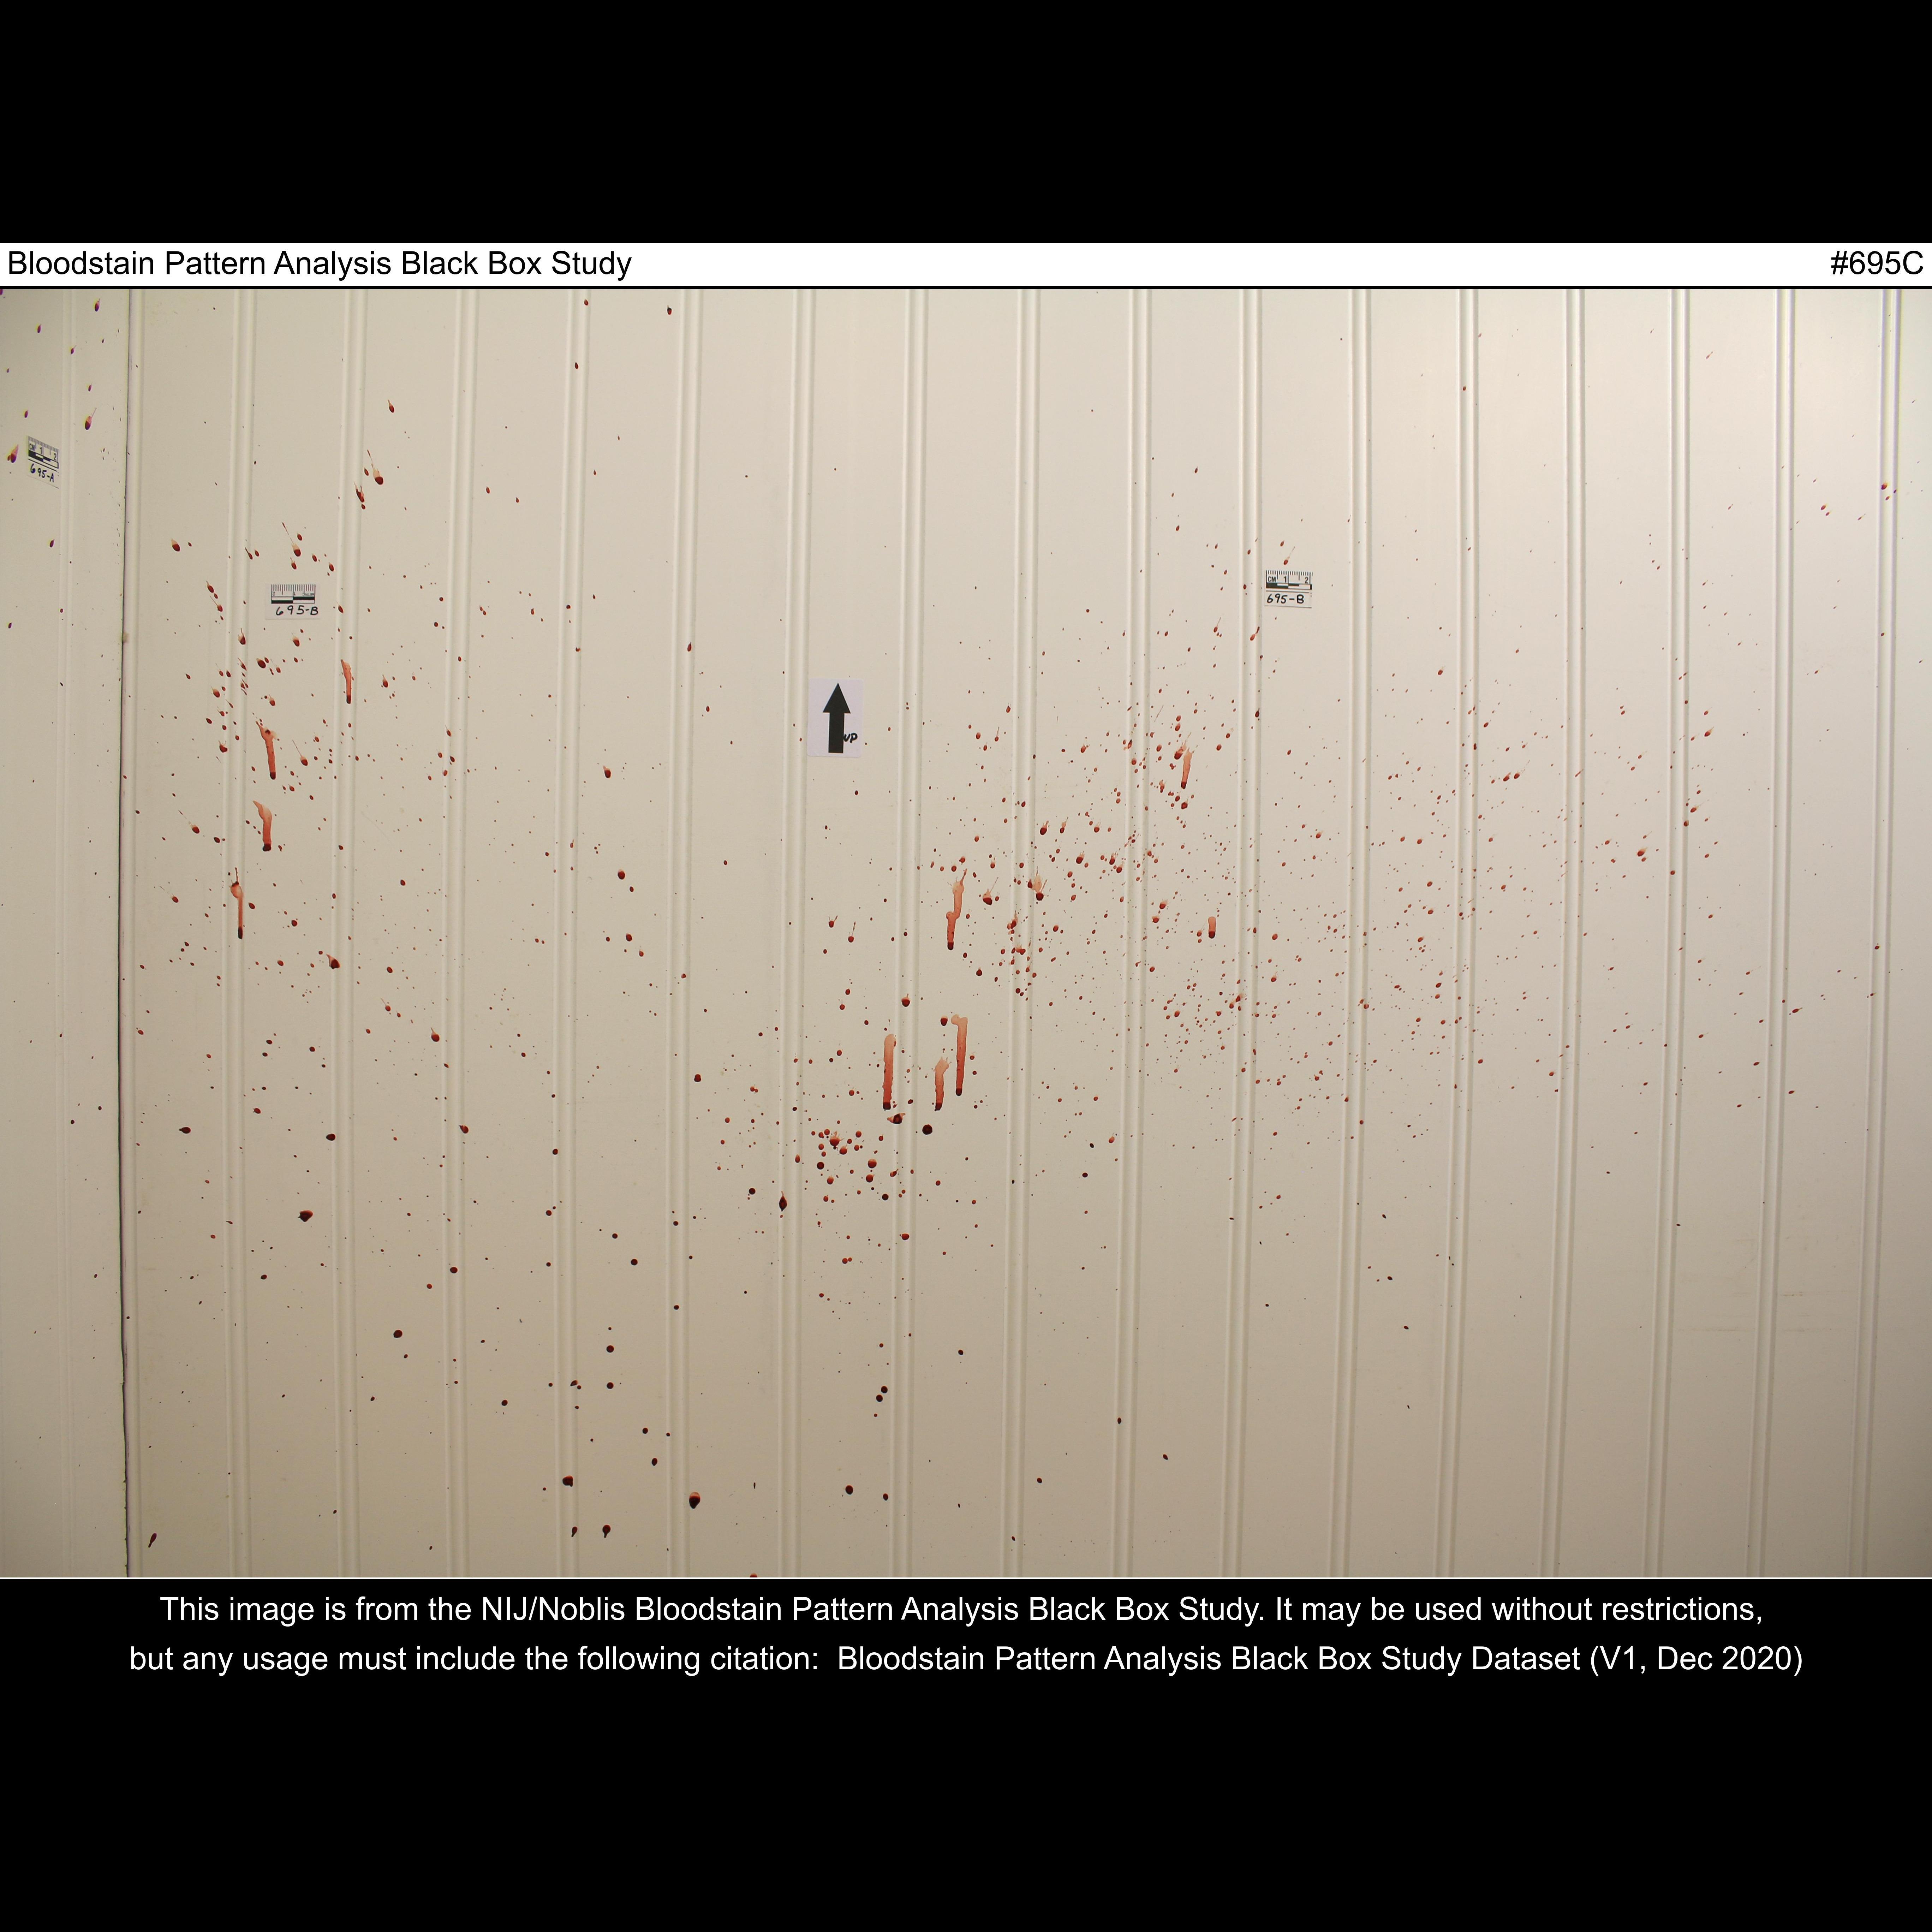 Bloodstain Pattern Analysis Black Box Study #695C
CM 1 2
695-A
695-B
CM 1 2
695-B
UP
This image is from the NIJ/Noblis Bloodstain Pattern Analysis Black Box Study. It may be used without restrictions,
but any usage must include the following citation:  Bloodstain Pattern Analysis Black Box Study Dataset (V1, Dec 2020)